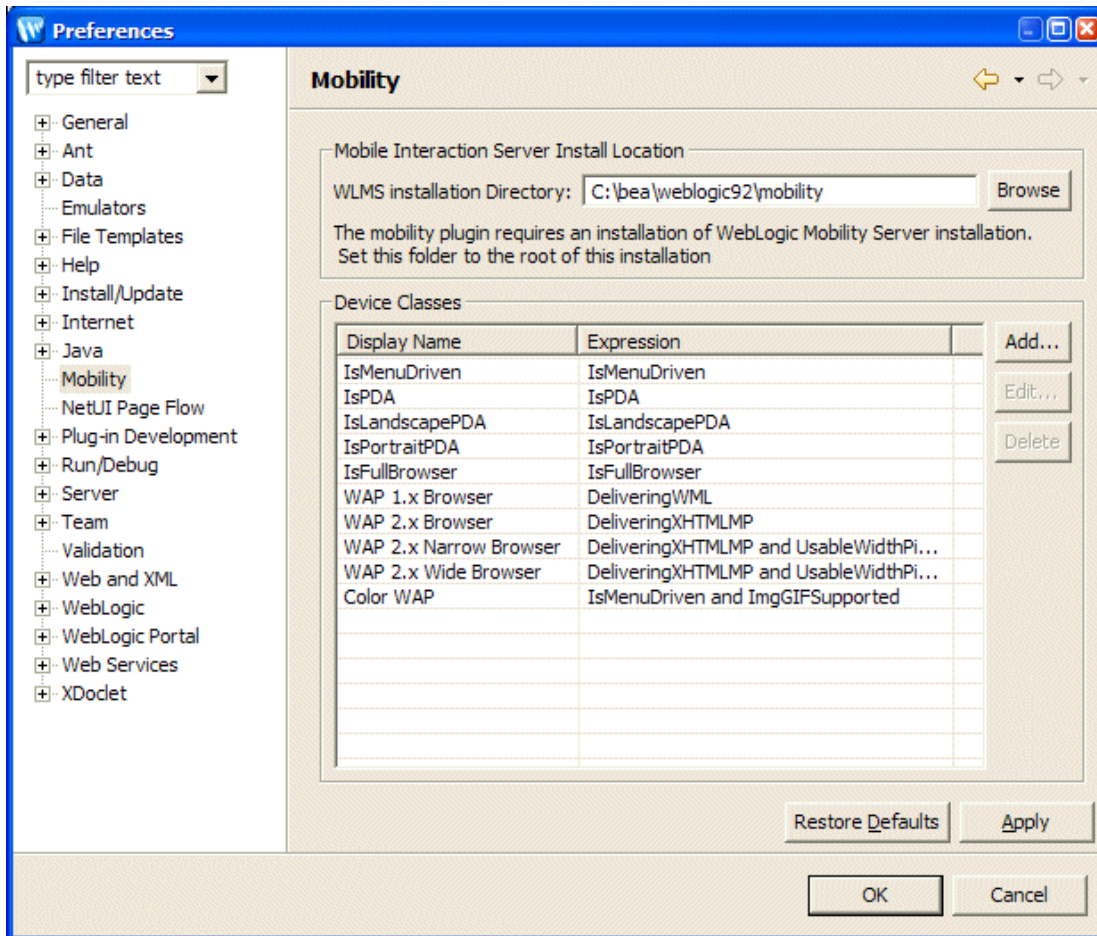 Preferences
type filter text
General
Ant
Data
Emulators
File Templates
Help
Install/Update
Internet
Java
Mobility
NetUI Page Flow
Plug-in Development
Run/Debug
Server
Team
Validation
Web and XML
WebLogic
WebLogic Portal
Web Services
XDoclet
Mobility
Mobile Interaction Server Install Location
WLMS installation Directory: C:\bea\weblogic92\mobility Browse
The mobility plugin requires an installation of WebLogic Mobility Server installation.
Set this folder to the root of this installation
Device Classes
Display Name Expression
IsMenuDriven IsMenuDriven
IsPDA IsPDA
IsLandscapePDA IsLandscapePDA
IsPortraitPDA IsPortraitPDA
IsFullBrowser IsFullBrowser
WAP 1.x Browser DeliveringWML
WAP 2.x Browser DeliveringXHTMLMP
WAP 2.x Narrow Browser DeliveringXHTMLMP and UsableWidthPi...
WAP 2.x Wide Browser DeliveringXHTMLMP and UsableWidthPi...
Color WAP IsMenuDriven and ImgGIFSupported
Add...
Edit...
Delete
Restore Defaults Apply
OK Cancel